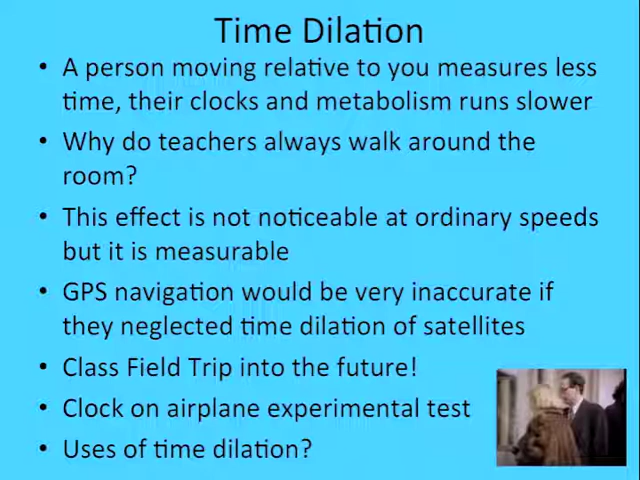 Time Dilation
• A person moving relative to you measures less
time, their clocks and metabolism runs slower
• Why do teachers always walk around the
room?
• This effect is not noticeable at ordinary speeds
but it is measurable
• GPS navigation would be very inaccurate if
they neglected time dilation of satellites
• Class Field Trip into the future!
• Clock on airplane experimental test
• Uses of time dilation?